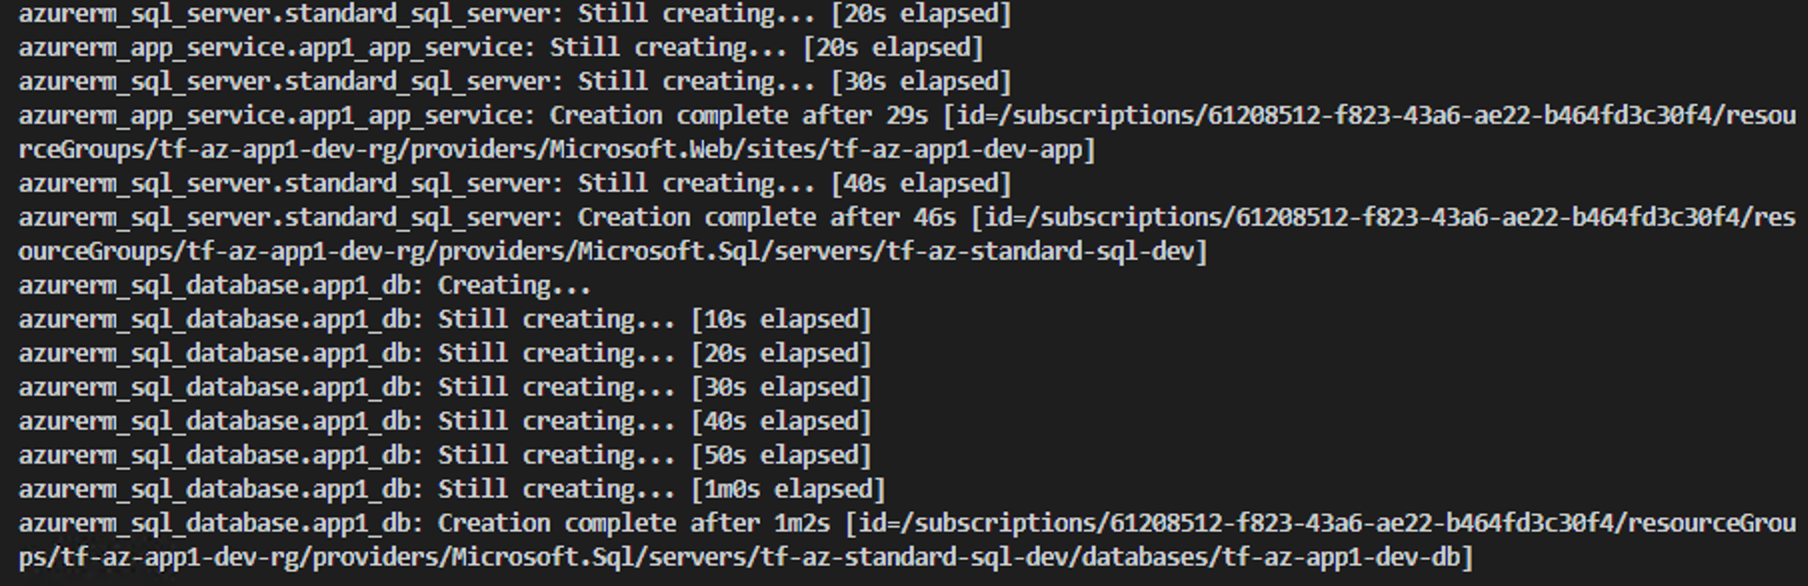 azurerm_sql_server.standard_sql_server: Still creating... [20s elapsed]
azurerm_app_service.app1_app_service: Still creating... [20s elapsed]
azurerm_sql_server.standard_sql_server: Still creating... [30s elapsed]
azurerm_app_service.app1_app_service: Creation complete after 29s [id=/subscriptions/61208512-f823-43a6-ae22-b464fd3c30f4/resou
rceGroups/tf-az-app1-dev-rg/providers/Microsoft.Web/sites/tf-az-app1-dev-app]
azurerm_sql_server.standard_sql_server: Still creating... [40s elapsed]
azurerm_sql_server.standard_sql_server: Creation complete after 46s [id=/subscriptions/61208512-f823-43a6-ae22-b464fd3c30f4/res
ourceGroups/tf-az-app1-dev-rg/providers/Microsoft.Sql/servers/tf-az-standard-sql-dev]
azurerm_sql_database.app1_db: Creating...
azurerm_sql_database.app1_db: Still creating... [10s elapsed]
azurerm_sql_database.app1_db: Still creating... [20s elapsed]
azurerm_sql_database.app1_db: Still creating... [30s elapsed]
azurerm_sql_database.app1_db: Still creating... [40s elapsed]
azurerm_sql_database.app1_db: Still creating... [50s elapsed]
azurerm_sql_database.app1_db: Still creating... [1m0s elapsed]
azurerm_sql_database.app1_db: Creation complete after 1m2s [id=/subscriptions/61208512-f823-43a6-ae22-b464fd3c30f4/resourceGrou
ps/tf-az-app1-dev-rg/providers/Microsoft.Sql/servers/tf-az-standard-sql-dev/databases/tf-az-app1-dev-db]